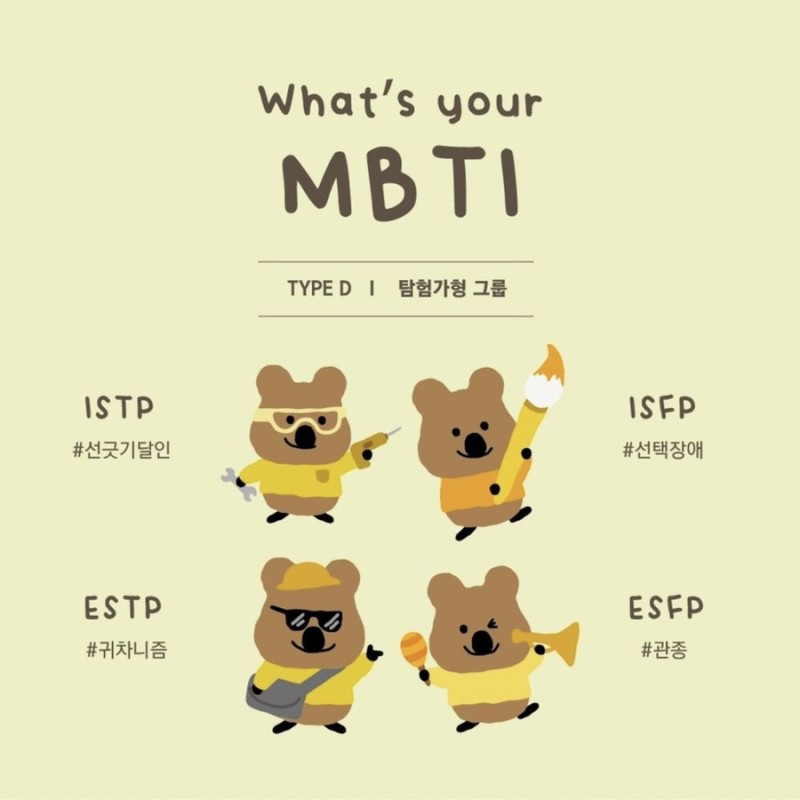 What's your
MBTI
TYPE D | 탐험가형 그룹
ISTP
#선긋기달인
ISFP
#선택장애
ESTP
#귀차니즘
ESFP
#관종